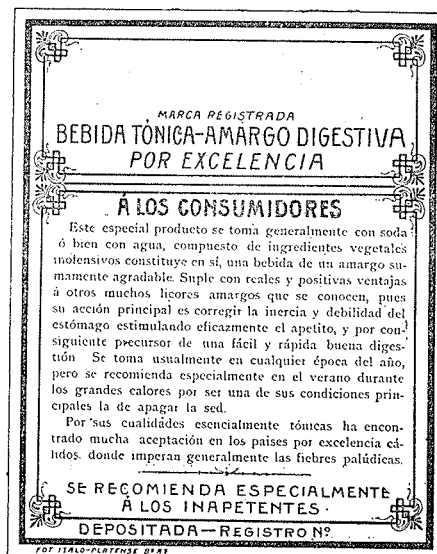 MARCA REGISTRADA
BEBIDA TÓNICA-AMARGO DIGESTIVA
POR EXCELENCIA
Á LOS CONSUMIDORES
Este especial producto se toma generalmente con soda
ó bien con agua, compuesto de ingredientes vegetales
inofensivos constituye en sí, una bebida de un amargo su-
mamente agradable. Suple con reales y positivas ventajas
á otros muchos licores amargos que se conocen, pues
su acción principal es corregir la inercia y debilidad del
estómago estimulando eficazmente el apetito, y por con-
siguiente precursor de una fácil y rápida buena diges-
tión Se toma usualmente en cualquier época del año,
pero se recomienda especialmente en el verano durante
los grandes calores por ser una de sus condiciones prin-
cipales la de apagar la sed.
Por sus cualidades esencialmente tónicas ha encon-
trado mucha aceptación en los paises por excelencia cá-
lidos, donde imperan generalmente las fiebres palúdicas.
SE RECOMIENDA ESPECIALMENTE
Á LOS INAPETENTES.
DEPOSITADA—REGISTRO Nº
FOT ITALO-PLATENSE Bs AS